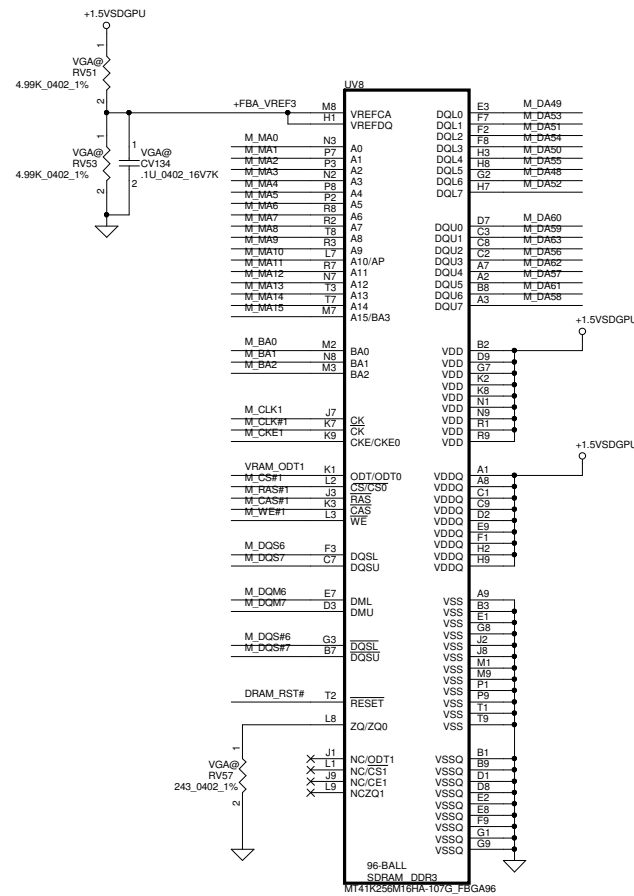 +1.5VSDGPU
1
VGA@
RV51
4.99K_0402_1%
2
+FBA_VREF3
1
VGA@
RV53
4.99K_0402_1%
2
1
VGA@
CV134
.1U_0402_16V7K
2
UV8
M8 VREFCA
H1 VREFDQ
M_MA0 N3 A0
M_MA1 P7 A1
M_MA2 P3 A2
M_MA3 N2 A3
M_MA4 P8 A4
M_MA5 P2 A5
M_MA6 R8 A6
M_MA7 R2 A7
M_MA8 T8 A8
M_MA9 R3 A9
M_MA10 L7 A10/AP
M_MA11 R7 A11
M_MA12 N7 A12
M_MA13 T3 A13
M_MA14 T7 A14
M_MA15 M7 A15/BA3
M_BA0 M2 BA0
M_BA1 N8 BA1
M_BA2 M3 BA2
M_CLK1 J7 CK
M_CLK#1 K7 CK
M_CKE1 K9 CKE/CKE0
VRAM_ODT1 K1 ODT/ODT0
M_CS#1 L2 CS/CS0
M_RAS#1 J3 RAS
M_CAS#1 K3 CAS
M_WE#1 L3 WE
M_DQS6 F3 DQSL
M_DQS7 C7 DQSU
M_DQM6 E7 DML
M_DQM7 D3 DMU
M_DQS#6 G3 DQSL
M_DQS#7 B7 DQSU
DRAM_RST# T2 RESET
L8 ZQ/ZQ0
1
VGA@
RV57
243_0402_1%
2
J1 NC/ODT1
L1 NC/CS1
J9 NC/CE1
L9 NCZQ1
DQL0 E3 M_DA49
DQL1 F7 M_DA53
DQL2 F2 M_DA51
DQL3 F8 M_DA54
DQL4 H3 M_DA50
DQL5 H8 M_DA55
DQL6 G2 M_DA48
DQL7 H7 M_DA52
DQU0 D7 M_DA60
DQU1 C3 M_DA59
DQU2 C8 M_DA63
DQU3 C2 M_DA56
DQU4 A7 M_DA62
DQU5 A2 M_DA57
DQU6 B8 M_DA61
DQU7 A3 M_DA58
+1.5VSDGPU
VDD B2
VDD D9
VDD G7
VDD K2
VDD K8
VDD N1
VDD N9
VDD R1
VDD R9
+1.5VSDGPU
VDDQ A1
VDDQ A8
VDDQ C1
VDDQ C9
VDDQ D2
VDDQ E9
VDDQ F1
VDDQ H2
VDDQ H9
VSS A9
VSS B3
VSS E1
VSS G8
VSS J2
VSS J8
VSS M1
VSS M9
VSS P1
VSS P9
VSS T1
VSS T9
VSSQ B1
VSSQ B9
VSSQ D1
VSSQ D8
VSSQ E2
VSSQ E8
VSSQ F9
VSSQ G1
VSSQ G9
96-BALL
SDRAM DDR3
MT41K256M16HA-107G_FBGA96